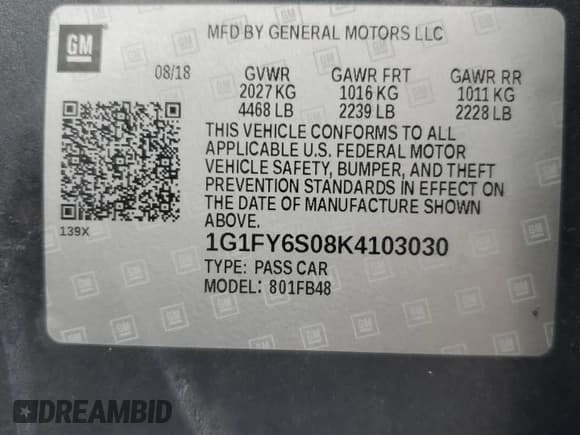 GM
MFD BY GENERAL MOTORS LLC
08/18 GVWR GAWR FRT GAWR RR
2027 KG 1016 KG 1011 KG
4468 LB 2239 LB 2228 LB
THIS VEHICLE CONFORMS TO ALL
APPLICABLE U.S. FEDERAL MOTOR
VEHICLE SAFETY, BUMPER, AND THEFT
PREVENTION STANDARDS IN EFFECT ON
THE DATE OF MANUFACTURE SHOWN
ABOVE.
139X
1G1FY6S08K4103030
TYPE: PASS CAR
MODEL: 801FB48
DREAMBID